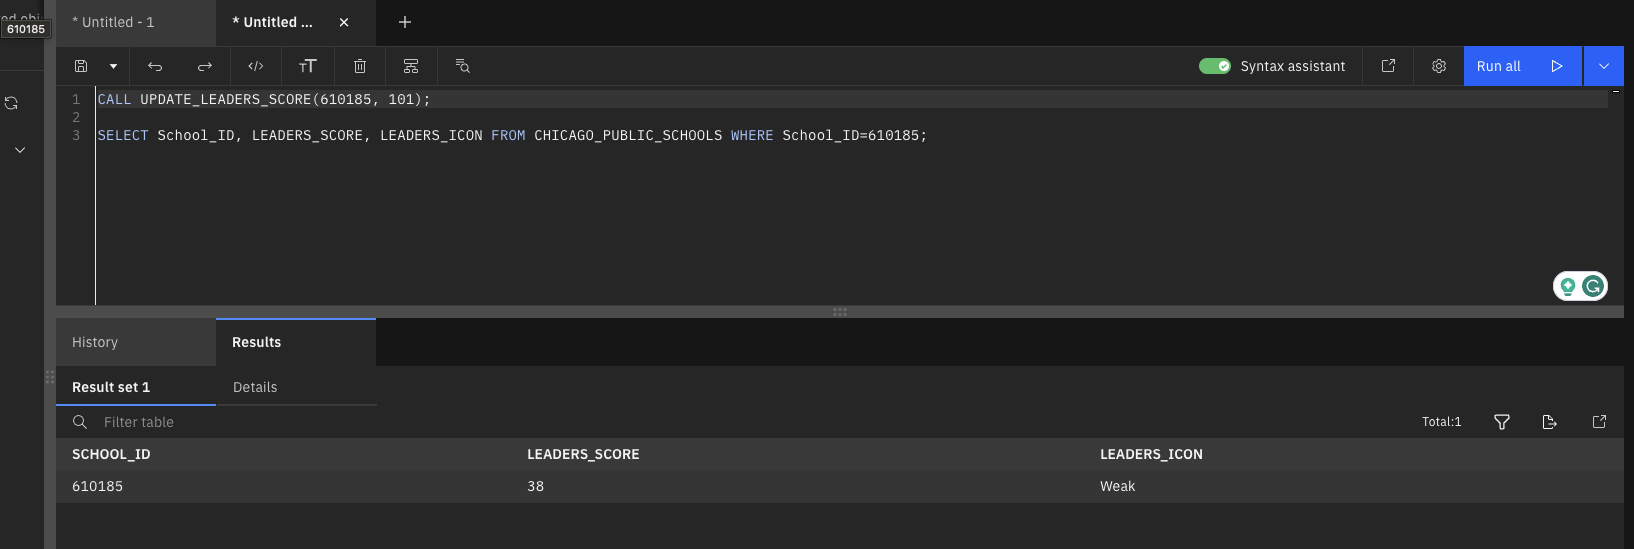 610185
* Untitled - 1
* Untitled ...
Syntax assistant
Run all
1 CALL UPDATE_LEADERS_SCORE(610185, 101);
2
3 SELECT School_ID, LEADERS_SCORE, LEADERS_ICON FROM CHICAGO_PUBLIC_SCHOOLS WHERE School_ID=610185;
History
Results
Result set 1
Details
Filter table
Total:1
SCHOOL_ID LEADERS_SCORE LEADERS_ICON
610185 38 Weak